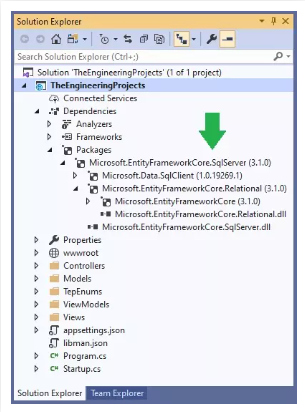 Solution Explorer
Search Solution Explorer (Ctrl+;)
Solution 'TheEngineeringProjects' (1 of 1 project)
TheEngineeringProjects
Connected Services
Dependencies
Analyzers
Frameworks
Packages
Microsoft.EntityFrameworkCore.SqlServer (3.1.0)
Microsoft.Data.SqlClient (1.0.19269.1)
Microsoft.EntityFrameworkCore.Relational (3.1.0)
Microsoft.EntityFrameworkCore (3.1.0)
Microsoft.EntityFrameworkCore.Relational.dll
Microsoft.EntityFrameworkCore.SqlServer.dll
Properties
wwwroot
Controllers
Models
TepEnums
ViewModels
Views
appsettings.json
libman.json
C# Program.cs
C# Startup.cs
Solution Explorer Team Explorer